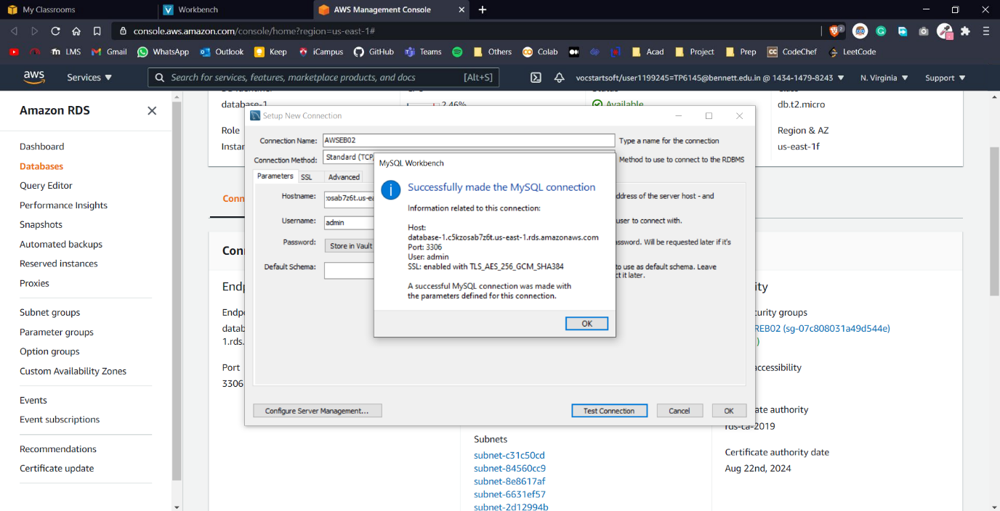 My Classrooms
Workbench
AWS Management Console
console.aws.amazon.com/console/home?region=us-east-1#
2
LMS
Gmail
WhatsApp
Outlook
Keep
iCampus
GitHub
Teams
Others
Colab
Acad
Project
Prep
CC CodeChef
LeetCode
aws
Services
Search for services, features, marketplace products, and docs [Alt+S]
vocstartsoft/user1199245=TP6145@bennett.edu.in @ 1434-1479-8243
N. Virginia
Support
Amazon RDS
Dashboard
Databases
Query Editor
Performance Insights
Snapshots
Automated backups
Reserved instances
Proxies
Subnet groups
Parameter groups
Option groups
Custom Availability Zones
Events
Event subscriptions
Recommendations
Certificate update
database-1
2.46%
Available
db.t2.micro
Role
Instan
Region & AZ
us-east-1f
Conn
Setup New Connection
Connection Name: AWSEB02 Type a name for the connection
Connection Method: Standard (TCP Method to use to connect to the RDBMS
Parameters SSL Advanced
Hostname: osab7z6t.us-ea ddress of the server host - and
Username: admin user to connect with.
Password: Store in Vault ssword. Will be requested later if it's
Default Schema: to use as default schema. Leave
ct it later.
Configure Server Management...
Test Connection
Cancel
OK
MySQL Workbench
Successfully made the MySQL connection
Information related to this connection:
Host:
database-1.c5kzosab7z6t.us-east-1.rds.amazonaws.com
Port: 3306
User: admin
SSL: enabled with TLS_AES_256_GCM_SHA384
A successful MySQL connection was made with
the parameters defined for this connection.
OK
Con
Endp
Endpo
datab
1.rds.
Port
3306
Subnets
subnet-c31c50cd
subnet-84560cc9
subnet-8e8617af
subnet-6631ef57
subnet-2d12994b
ity
curity groups
REB02 (sg-07c808031a49d544e)
)
ccessibility
ate authority
rds-ca-2019
Certificate authority date
Aug 22nd, 2024